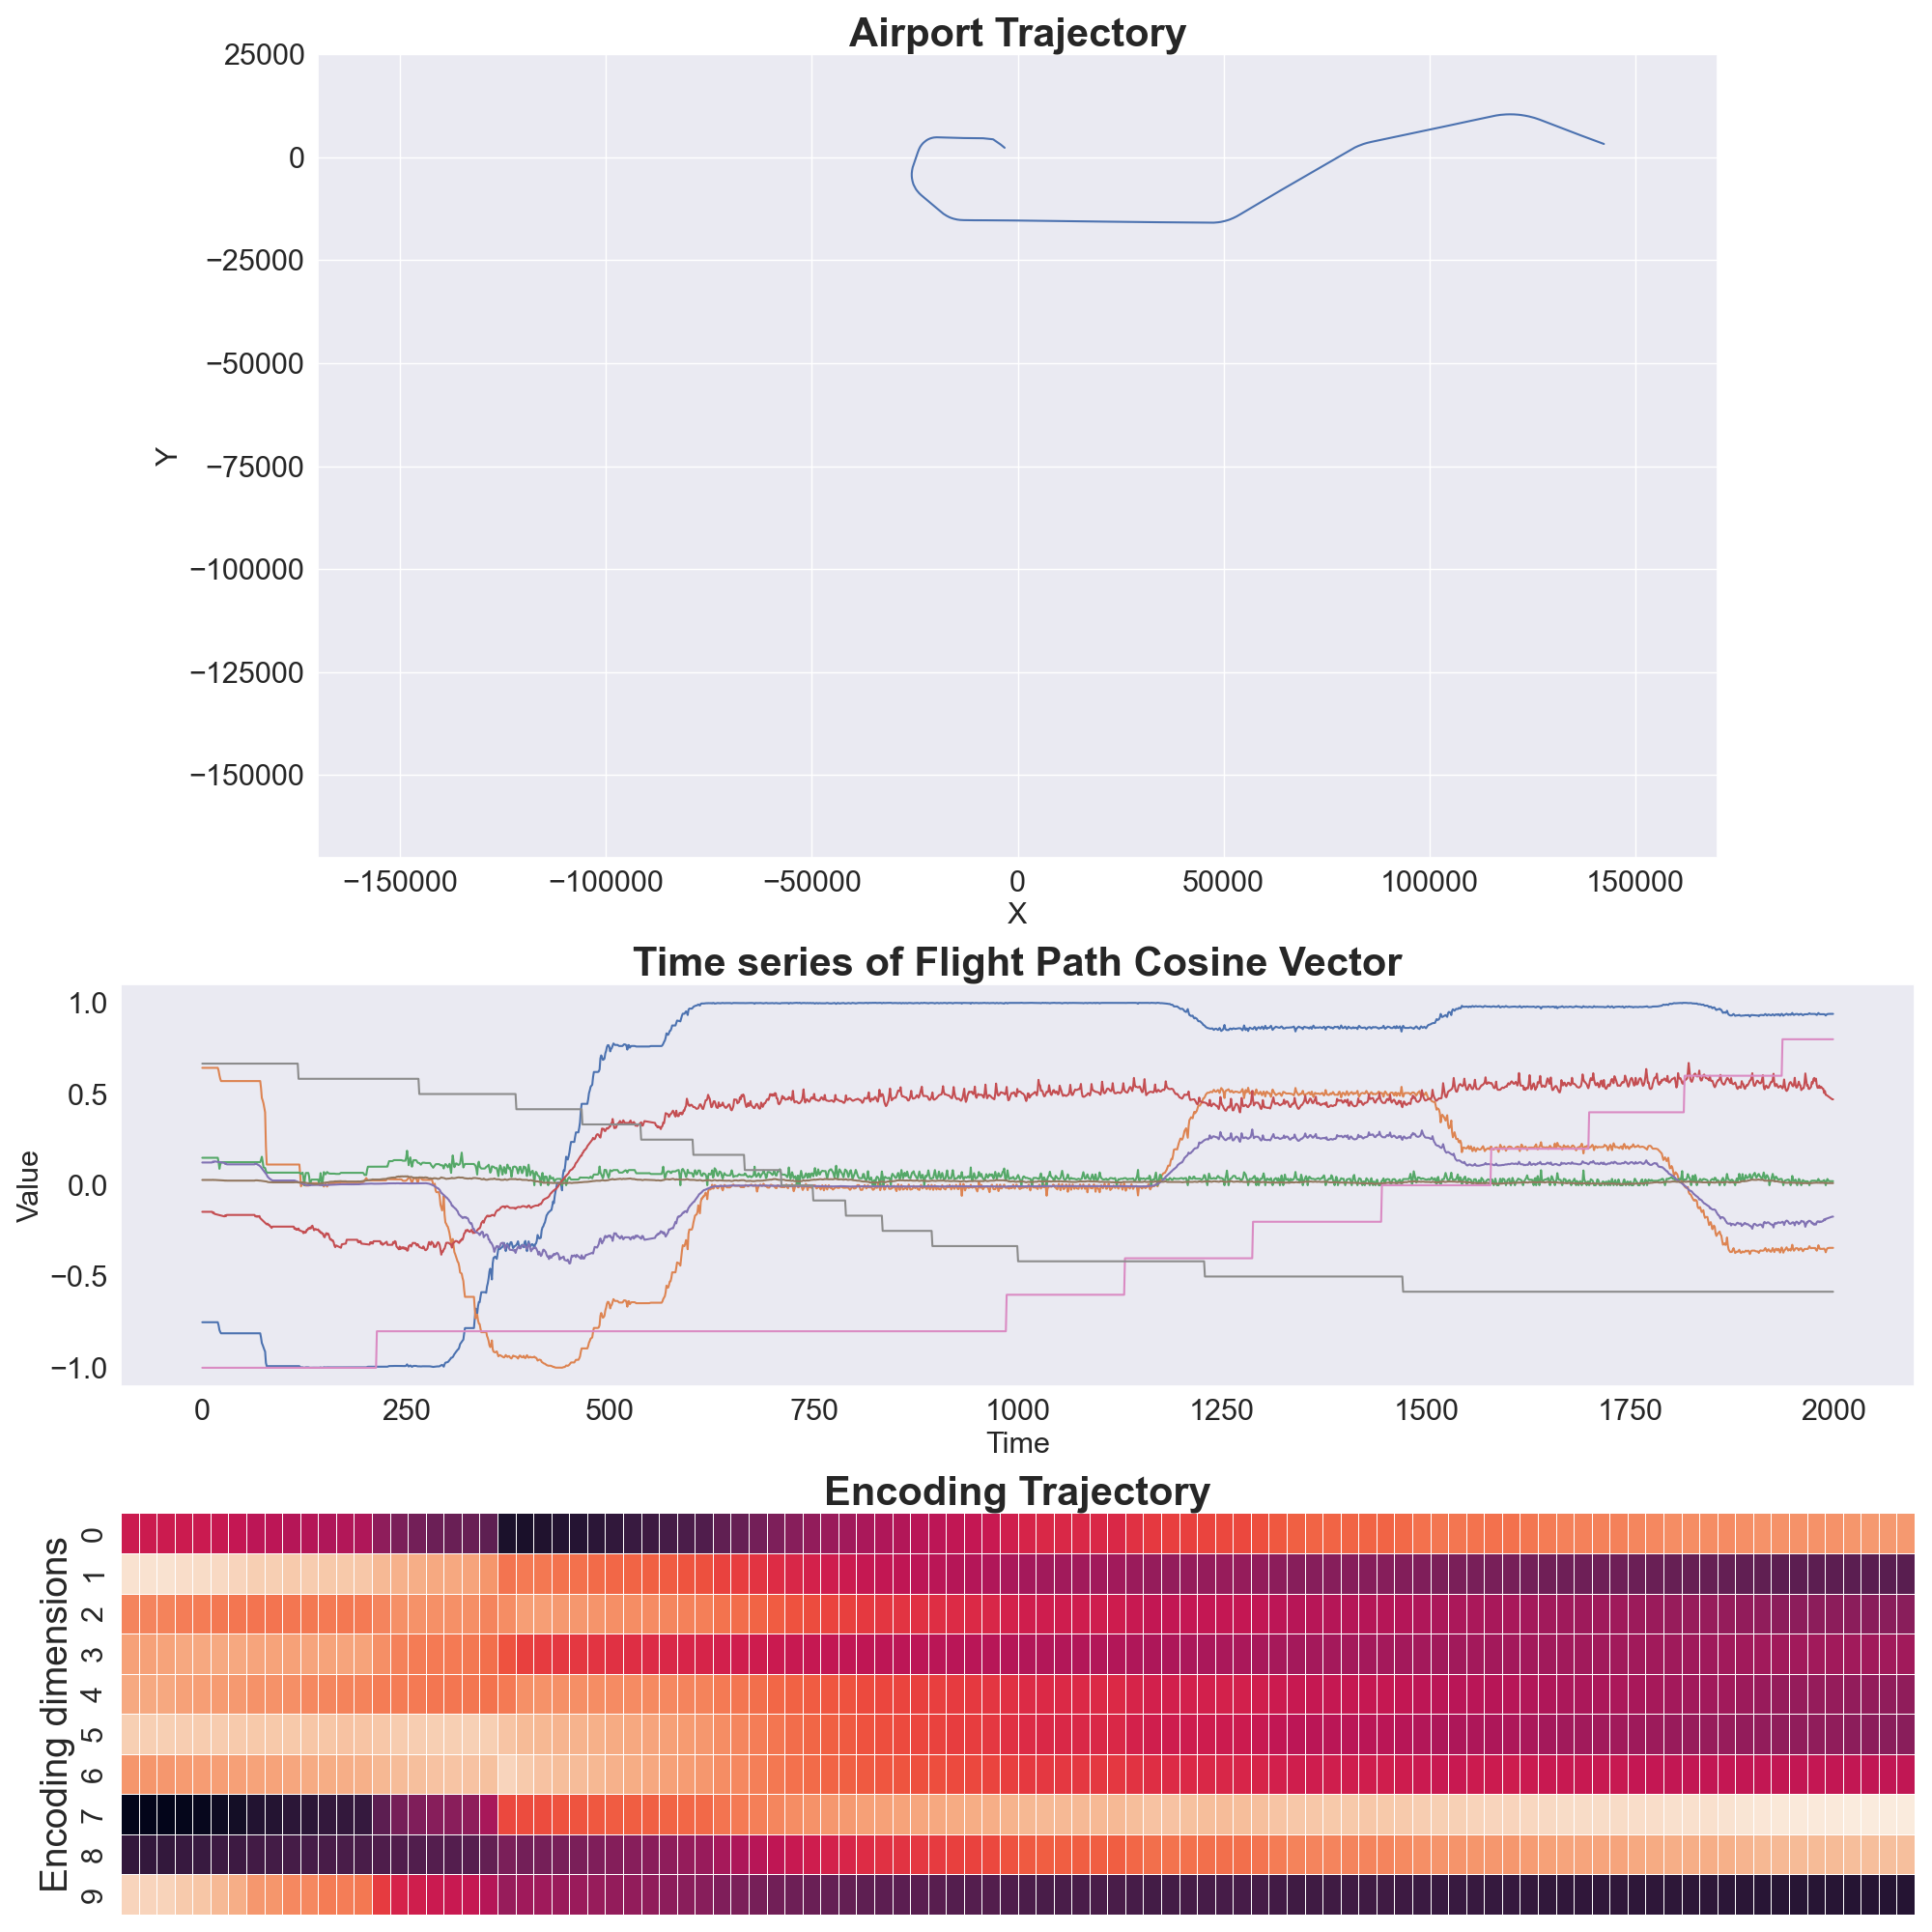 Airport Trajectory
25000
0
−25000
−50000
−75000
−100000
−125000
−150000
Y
−150000 −100000 −50000 0 50000 100000 150000
X
Time series of Flight Path Cosine Vector
1.0
0.5
0.0
−0.5
−1.0
Value
0 250 500 750 1000 1250 1500 1750 2000
Time
Encoding Trajectory
Encoding dimensions
0
1
2
3
4
5
6
7
8
9